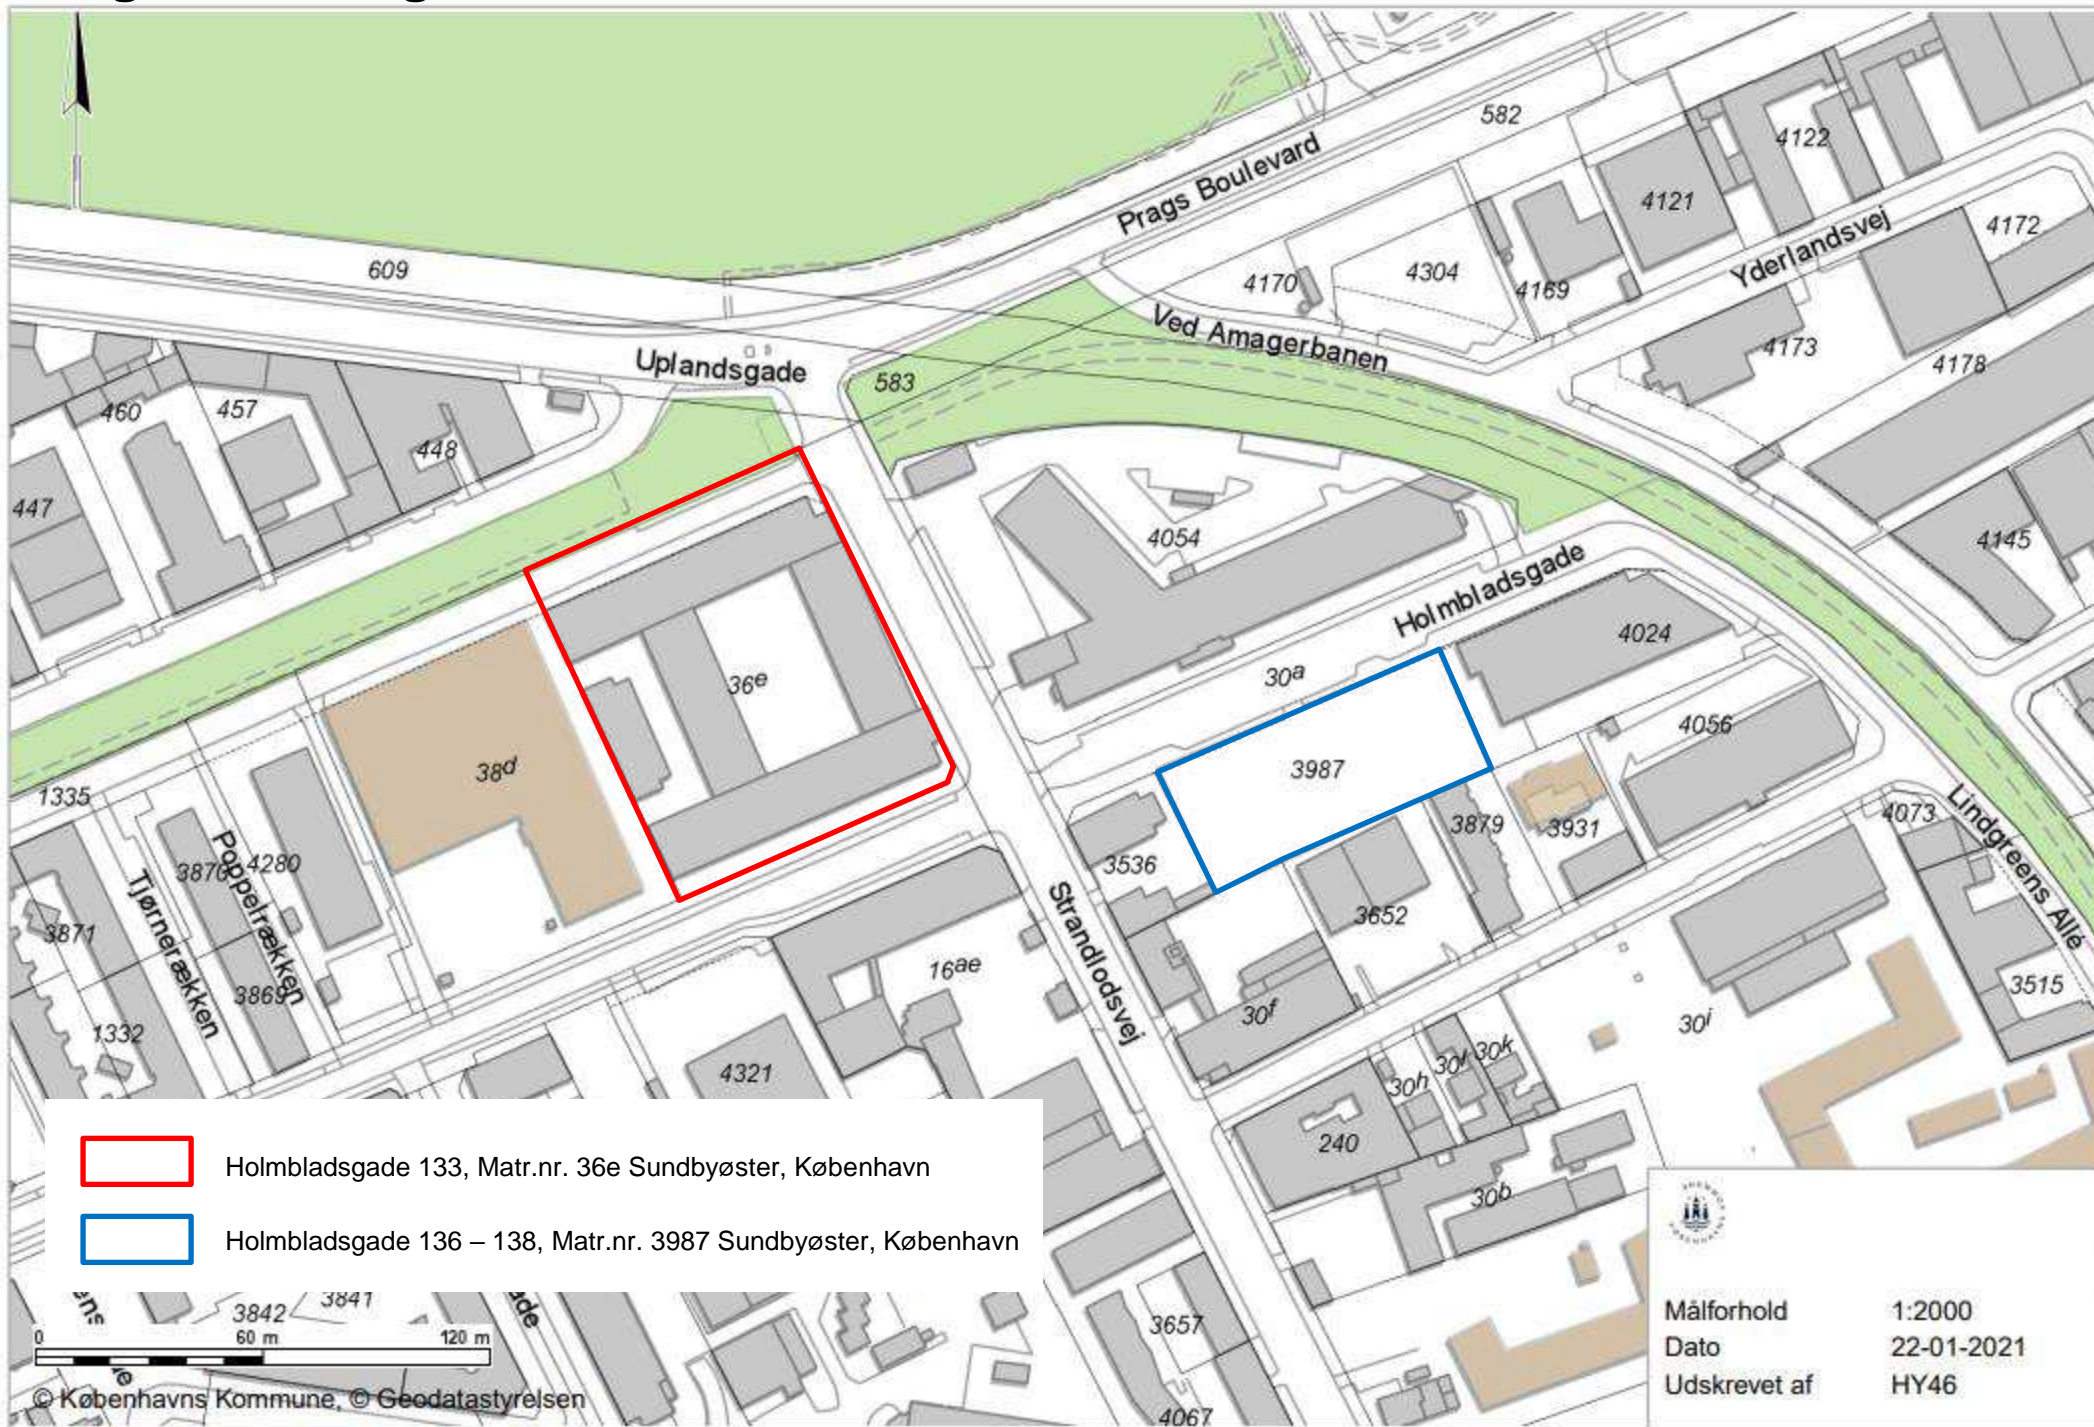 582
4122
Prags Boulevard
4121
4172
Yderlandsvej
609
4170
4304
4169
Ved Amagerbanen
4173
4178
Uplandsgade
583
460
457
448
447
4054
4145
Holmbladsgade
4024
30a
36e
4056
38d
3987
1335
4073
Lindgreens Allé
3870
Poppelrækken
4280
3536
3879
3931
Tjørnerækken
3652
3871
Strandlodsvej
16ae
3869
3515
1332
30f
30i
4321
30h
30l
30k
240
30b
Holmbladsgade 133, Matr.nr. 36e Sundbyøster, København
Holmbladsgade 136 – 138, Matr.nr. 3987 Sundbyøster, København
3842
3841
ens
ade
de
3657
4067
0 60 m 120 m
© Københavns Kommune, © Geodatastyrelsen
Målforhold 1:2000
Dato 22-01-2021
Udskrevet af HY46